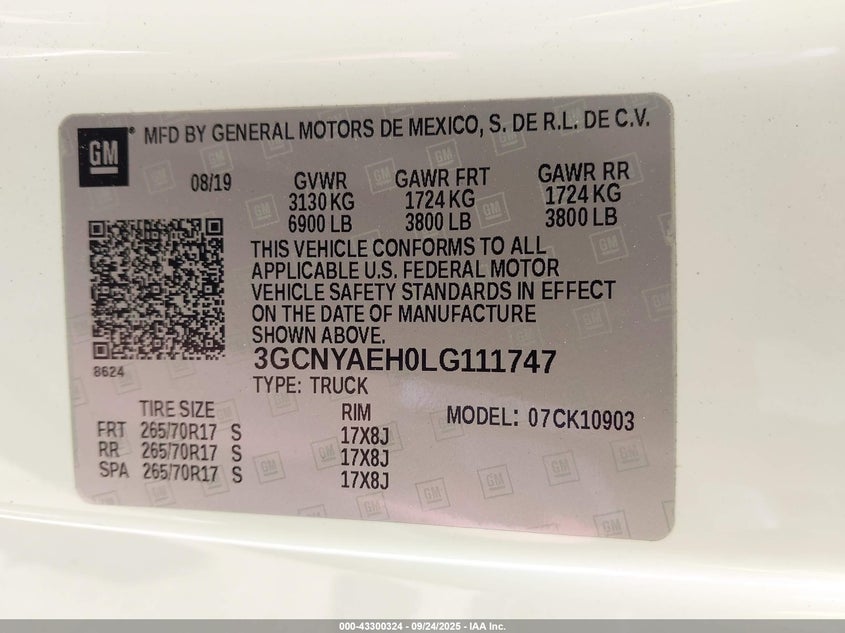 GM ® MFD BY GENERAL MOTORS DE MEXICO, S. DE R.L. DE C.V.
08/19 GVWR GAWR FRT GAWR RR
3130 KG 1724 KG 1724 KG
6900 LB 3800 LB 3800 LB
THIS VEHICLE CONFORMS TO ALL
APPLICABLE U.S. FEDERAL MOTOR
VEHICLE SAFETY STANDARDS IN EFFECT
ON THE DATE OF MANUFACTURE
SHOWN ABOVE.
3GCNYAEH0LG111747
8624
TYPE: TRUCK
TIRE SIZE RIM MODEL: 07CK10903
FRT 265/70R17 S 17X8J
RR 265/70R17 S 17X8J
SPA 265/70R17 S 17X8J
000-43300324 - 09/24/2025 - IAA Inc.